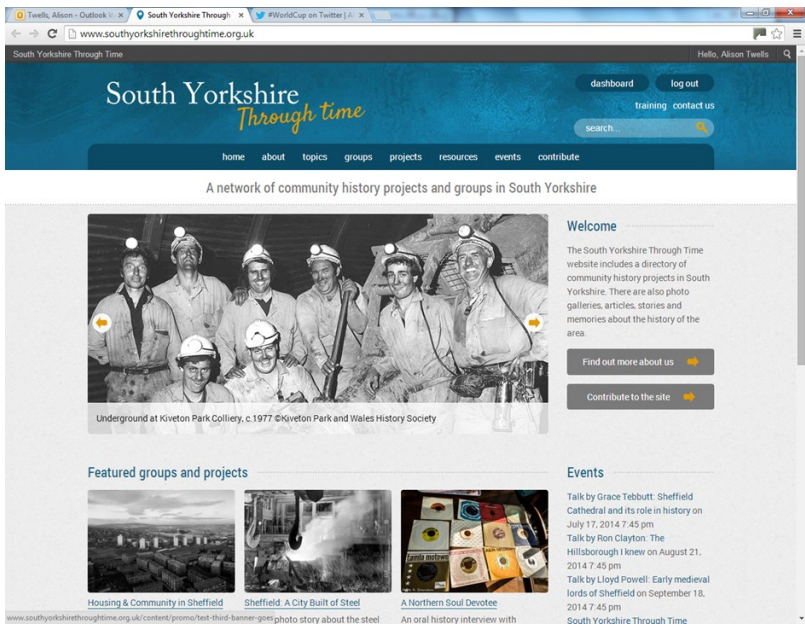 Twells, Alison - Outlook
South Yorkshire Through
#WorldCup on Twitter
www.southyorkshirethroughtime.org.uk
South Yorkshire Through Time
Hello, Alison Twells
South Yorkshire
Through time
dashboard
log out
training contact us
search...
home about topics groups projects resources events contribute
A network of community history projects and groups in South Yorkshire
Underground at Kiveton Park Colliery, c.1977 ©Kiveton Park and Wales History Society
Welcome
The South Yorkshire Through Time
website includes a directory of
community history projects in South
Yorkshire. There are also photo
galleries, articles, stories and
memories about the history of the
area.
Find out more about us
Contribute to the site
Featured groups and projects
tamla motown
Housing & Community in Sheffield
Sheffield: A City Built of Steel
photo story about the steel
A Northern Soul Devotee
An oral history interview with
Events
Talk by Grace Tebbutt: Sheffield
Cathedral and its role in history on
July 17, 2014 7:45 pm
Talk by Ron Clayton: The
Hillsborough I knew on August 21,
2014 7:45 pm
Talk by Lloyd Powell: Early medieval
lords of Sheffield on September 18,
2014 7:45 pm
South Yorkshire Through Time
www.southyorkshirethroughtime.org.uk/content/promo/text-third-banner-goes